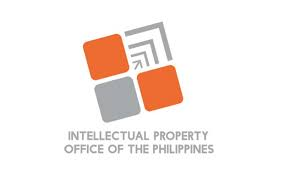 INTELLECTUAL PROPERTY
OFFICE OF THE PHILIPPINES